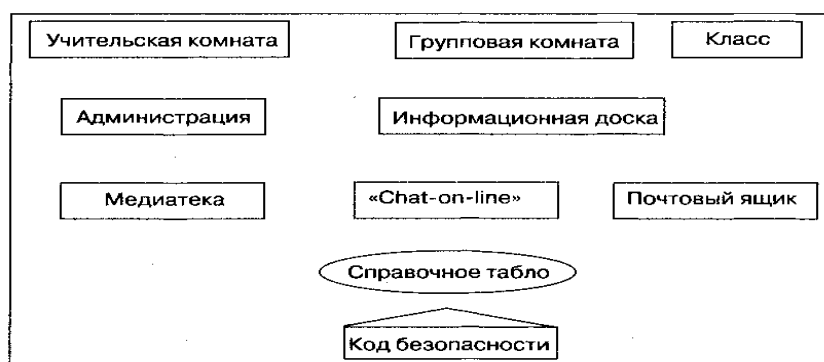 Учительская комната
Групповая комната
Класс
Администрация
Информационная доска
Медиатека
«Chat-on-line»
Почтовый ящик
Справочное табло
Код безопасности